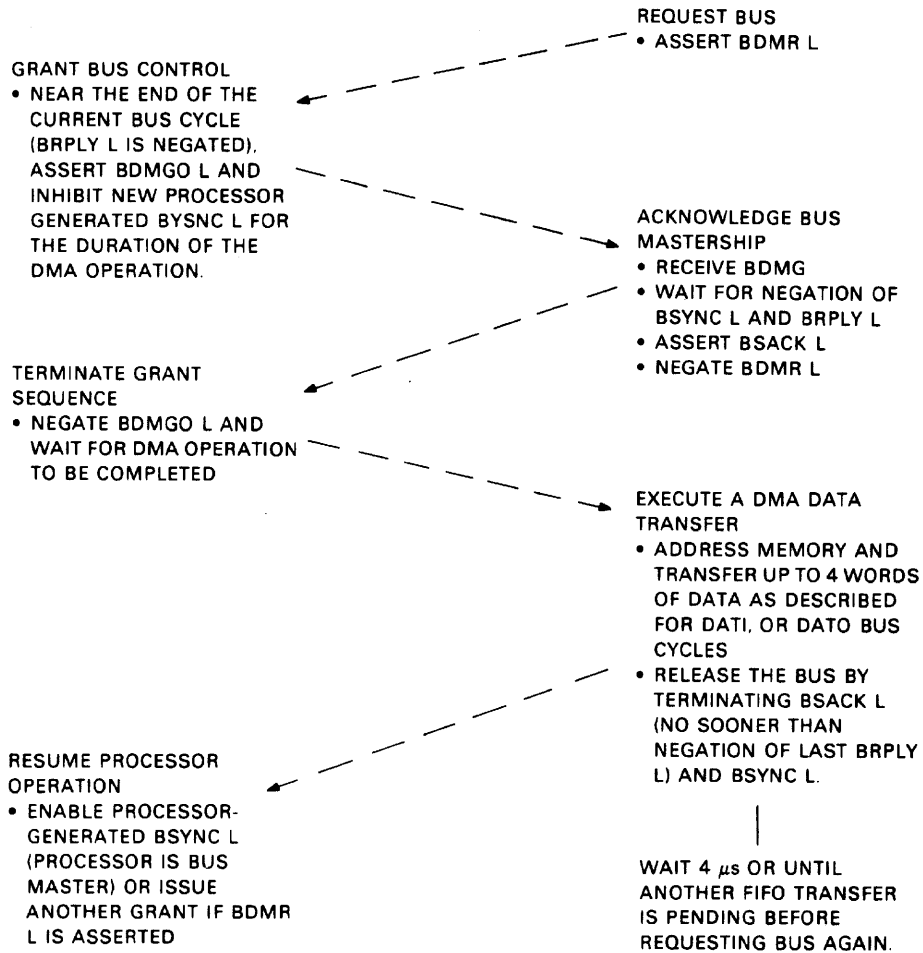 REQUEST BUS
• ASSERT BDMR L
GRANT BUS CONTROL
• NEAR THE END OF THE
CURRENT BUS CYCLE
(BRPLY L IS NEGATED),
ASSERT BDMGO L AND
INHIBIT NEW PROCESSOR
GENERATED BYSNC L FOR
THE DURATION OF THE
DMA OPERATION.
ACKNOWLEDGE BUS
MASTERSHIP
• RECEIVE BDMG
• WAIT FOR NEGATION OF
BSYNC L AND BRPLY L
• ASSERT BSACK L
• NEGATE BDMR L
TERMINATE GRANT
SEQUENCE
• NEGATE BDMGO L AND
WAIT FOR DMA OPERATION
TO BE COMPLETED
EXECUTE A DMA DATA
TRANSFER
• ADDRESS MEMORY AND
TRANSFER UP TO 4 WORDS
OF DATA AS DESCRIBED
FOR DATI, OR DATO BUS
CYCLES
• RELEASE THE BUS BY
TERMINATING BSACK L
(NO SOONER THAN
NEGATION OF LAST BRPLY
L) AND BSYNC L.
RESUME PROCESSOR
OPERATION
• ENABLE PROCESSOR-
GENERATED BSYNC L
(PROCESSOR IS BUS
MASTER) OR ISSUE
ANOTHER GRANT IF BDMR
L IS ASSERTED
WAIT 4 μs OR UNTIL
ANOTHER FIFO TRANSFER
IS PENDING BEFORE
REQUESTING BUS AGAIN.